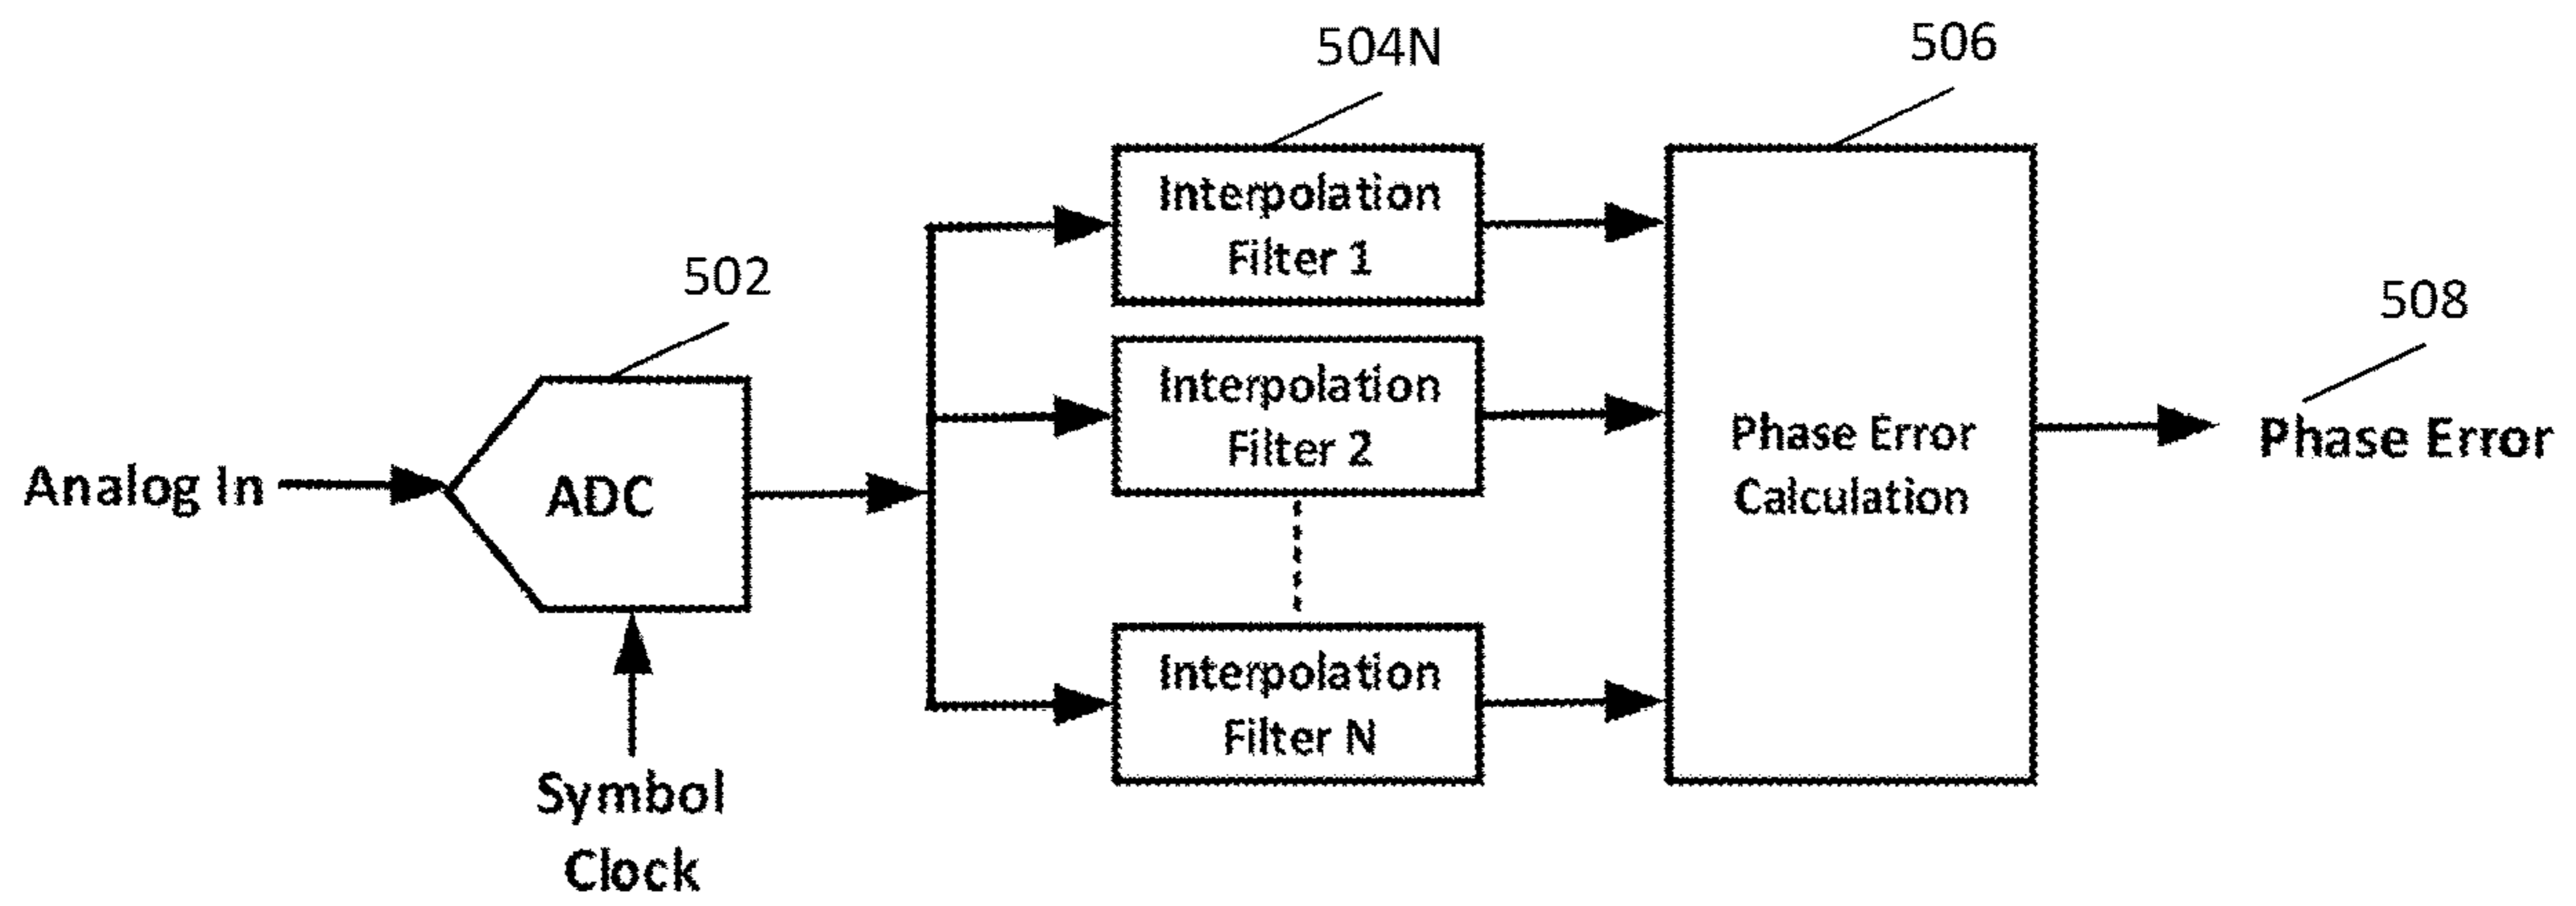 504N
506
Interpolation
Filter 1
502
508
Interpolation
Filter 2
Phase Error
Calculation
Phase Error
Analog In
ADC
Interpolation
Filter N
Symbol
Clock